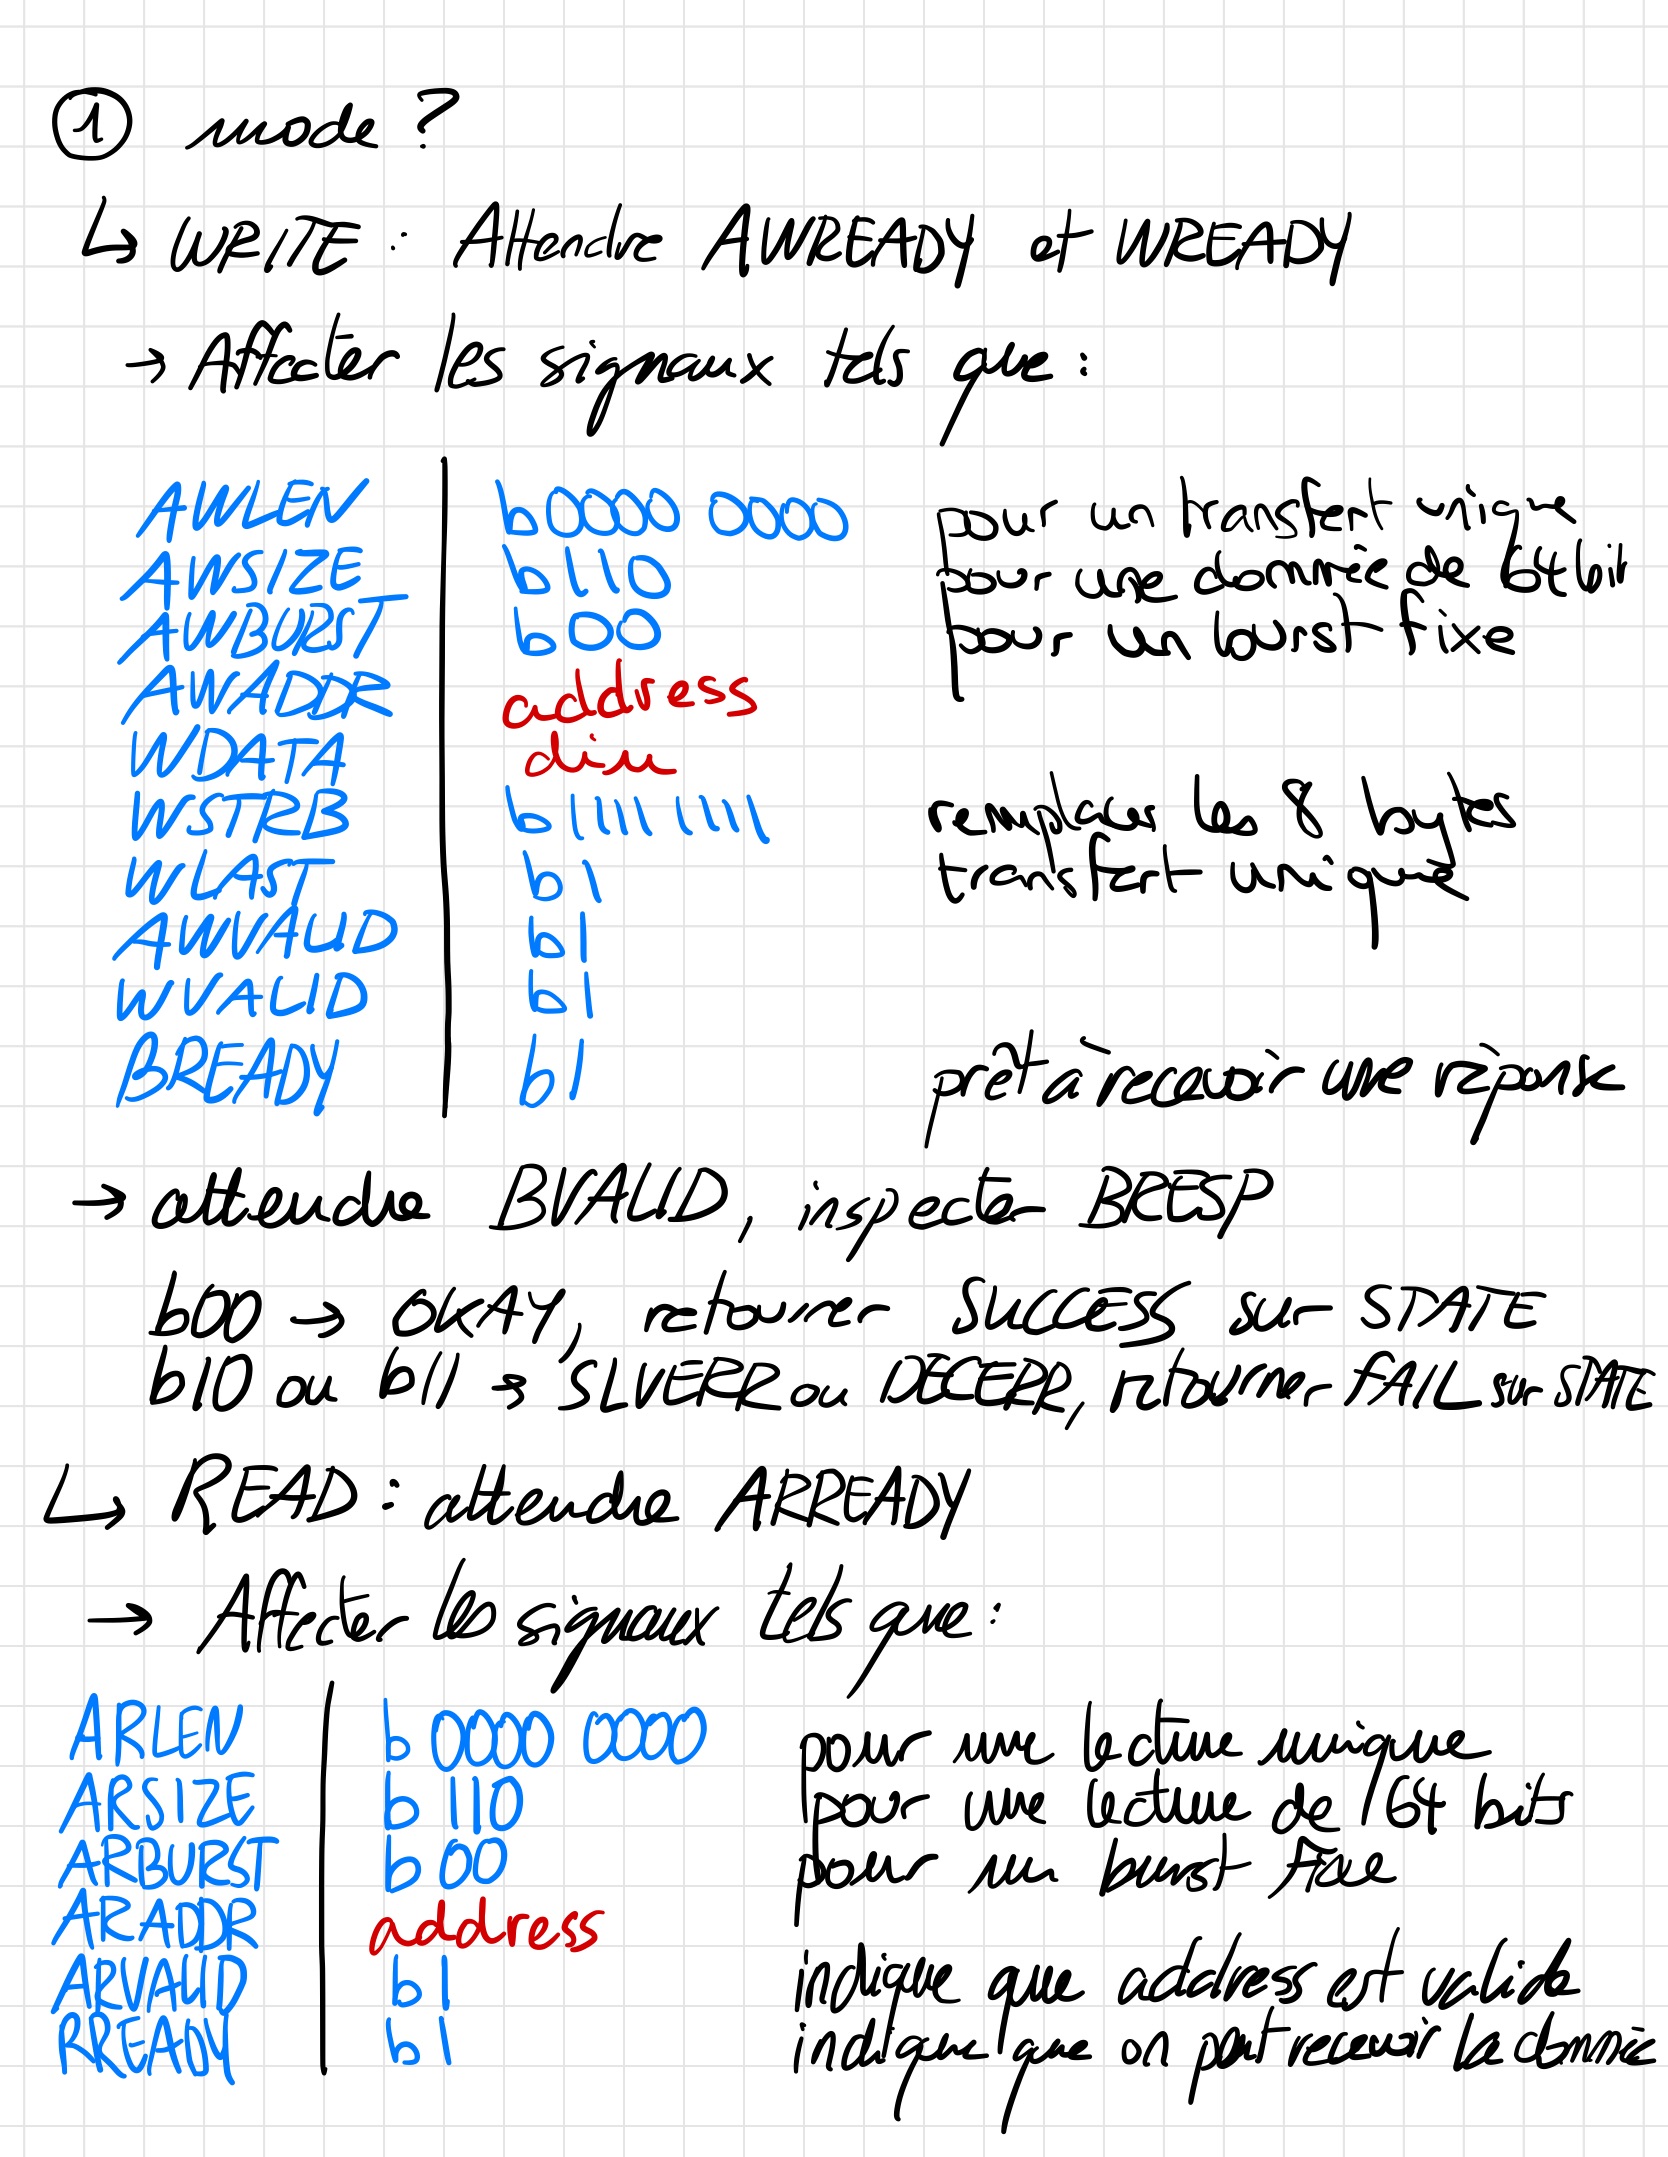 ① mode ?
↳ WRITE : Attendre AWREADY et WREADY
→ Affecter les signaux tels que :
AWLEN b0000 0000 pour un transfert unique
AWSIZE b110 pour une donnée de 64 bit
AWBURST b00 pour un burst fixe
AWADDR address
WDATA din
WSTRB b1111 1111 remplacer les 8 bytes
WLAST b1 transfert unique
AWVALID b1
WVALID b1
BREADY b1 prêt à recevoir une réponse
→ attendre BVALID, inspecter BRESP
b00 → OKAY, retourner SUCCESS sur STATE
b10 ou b11 → SLVERR ou DECERR, retourner FAIL sur STATE
↳ READ : attendre ARREADY
→ Affecter les signaux tels que :
ARLEN b 0000 0000 pour une lecture unique
ARSIZE b 110 pour une lecture de 64 bits
ARBURST b 00 pour un burst fixe
ARADDR address
ARVALID b1 indique que address est valide
RREADY b1 indique que on peut recevoir la donnée